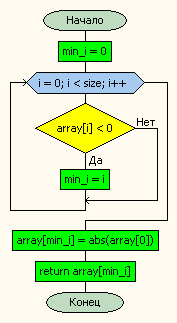 Начало
min_i = 0
i = 0; i < size; i++
array[i] < 0
Нет
Да
min_i = i
array[min_i] = abs(array[0])
return array[min_i]
Конец